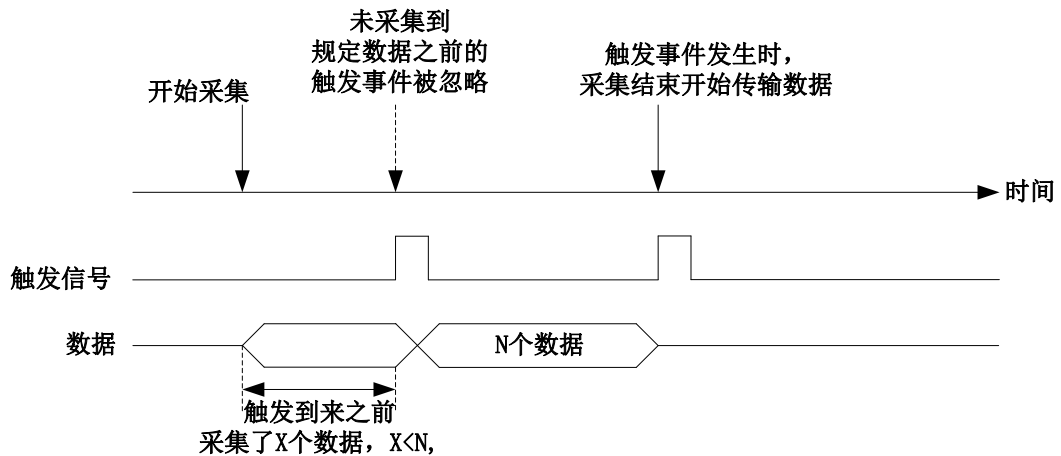 未采集到
规定数据之前的
触发事件被忽略
触发事件发生时，
采集结束开始传输数据
开始采集
时间
触发信号
数据
N个数据
触发到来之前
采集了X个数据，X<N,